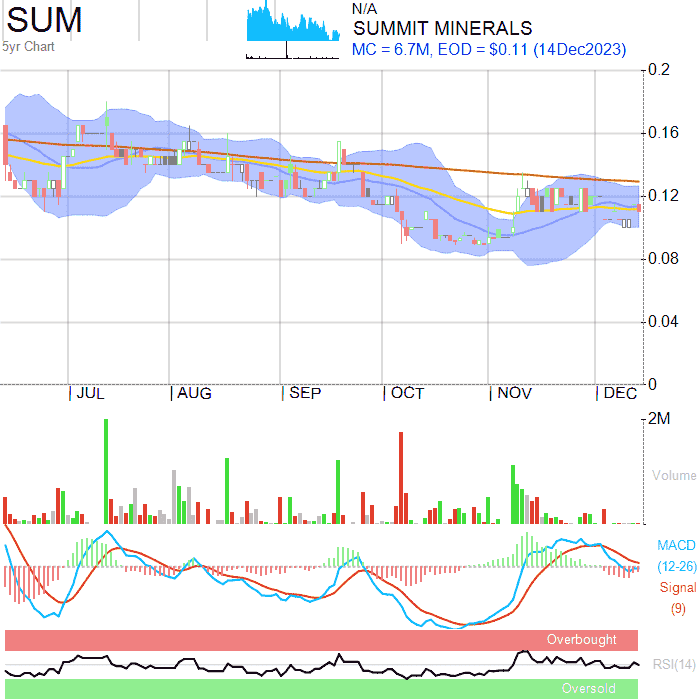 SUM
5yr Chart
N/A
SUMMIT MINERALS
MC = 6.7M, EOD = $0.11 (14Dec2023)
0.2
0.16
0.12
0.08
0.04
0
JUL AUG SEP OCT NOV DEC
2M
Volume
MACD
(12-26)
Signal
(9)
Overbought
RSI(14)
Oversold